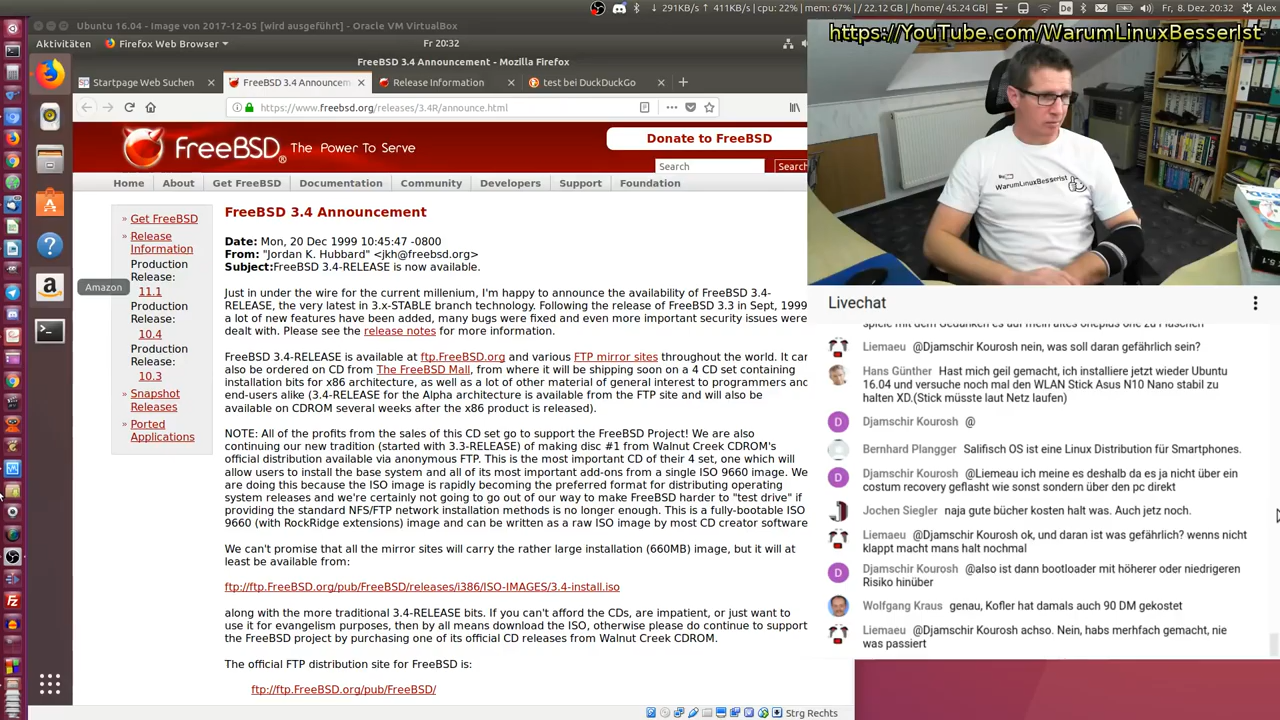 Ubuntu 16.04 - Image von 2017-12-05 [wird ausgeführt] - Oracle VM VirtualBox
291KB/s 411KB/s cpu: 22% mem: 67% // 22.12 GB /home/ 45.24 GB De Fr, 8. Dez, 20:32 Alex
Aktivitäten Firefox Web Browser Fr 20:32
FreeBSD 3.4 Announcement - Mozilla Firefox
Startpage Web Suchen FreeBSD 3.4 Announcemen Release Information test bei DuckDuckGo
https://www.freebsd.org/releases/3.4R/announce.html
FreeBSD The Power To Serve
Donate to FreeBSD
Search Search
Home About Get FreeBSD Documentation Community Developers Support Foundation
Get FreeBSD
Release
Information
Production
Release:
11.1
Production
Release:
10.4
Production
Release:
10.3
Snapshot
Releases
Ported
Applications
Amazon
FreeBSD 3.4 Announcement
Date: Mon, 20 Dec 1999 10:45:47 -0800
From: "Jordan K. Hubbard" <jkh@freebsd.org>
Subject:FreeBSD 3.4-RELEASE is now available.
Just in under the wire for the current millenium, I'm happy to announce the availability of FreeBSD 3.4-
RELEASE, the very latest in 3.x-STABLE branch technology. Following the release of FreeBSD 3.3 in Sept, 1999
a lot of new features have been added, many bugs were fixed and even more important security issues were
dealt with. Please see the release notes for more information.
FreeBSD 3.4-RELEASE is available at ftp.FreeBSD.org and various FTP mirror sites throughout the world. It can
also be ordered on CD from The FreeBSD Mall, from where it will be shipping soon on a 4 CD set containing
installation bits for x86 architecture, as well as a lot of other material of general interest to programmers and
end-users alike (3.4-RELEASE for the Alpha architecture is available from the FTP site and will also be
available on CDROM several weeks after the x86 product is released).
NOTE: All of the profits from the sales of this CD set go to support the FreeBSD Project! We are also
continuing our new tradition (started with 3.3-RELEASE) of making disc #1 from Walnut Creek CDROM's
official distribution available via anonymous FTP. This is the most important CD of their 4 set, one which will
allow users to install the base system and all of its most important add-ons from a single ISO 9660 image. We
are doing this because the ISO image is rapidly becoming the preferred format for distributing operating
system releases and we're certainly not going to go out of our way to make FreeBSD harder to "test drive" if
providing the standard NFS/FTP network installation methods is no longer enough. This is a fully-bootable ISO
9660 (with RockRidge extensions) image and can be written as a raw ISO image by most CD creator software
We can't promise that all the mirror sites will carry the rather large installation (660MB) image, but it will at
least be available from:
ftp://ftp.FreeBSD.org/pub/FreeBSD/releases/i386/ISO-IMAGES/3.4-install.iso
along with the more traditional 3.4-RELEASE bits. If you can't afford the CDs, are impatient, or just want to
use it for evangelism purposes, then by all means download the ISO, otherwise please do continue to support
the FreeBSD project by purchasing one of its official CD releases from Walnut Creek CDROM.
The official FTP distribution site for FreeBSD is:
ftp://ftp.FreeBSD.org/pub/FreeBSD/
Strg Rechts
https://YouTube.com/WarumLinuxBesserIst
WarumLinuxBesserIst
Livechat
spiele mit dem Gedanken es auf mein altes oneplus one zu Flaschen
Liemaeu @Djamschir Kourosh nein, was soll daran gefährlich sein?
Hans Günther Hast mich geil gemacht, ich installiere jetzt wieder Ubuntu
16.04 und versuche noch mal den WLAN Stick Asus N10 Nano stabil zu
halten XD.(Stick müsste laut Netz laufen)
D Djamschir Kourosh @
Bernhard Plangger Salifisch OS ist eine Linux Distribution für Smartphones.
D Djamschir Kourosh @Liemeau ich meine es deshalb da es ja nicht über ein
costum recovery geflasht wie sonst sondern über den pc direkt
Jochen Siegler naja gute bücher kosten halt was. Auch jetz noch.
Liemaeu @Djamschir Kourosh ok, und daran ist was gefährlich? wenns nicht
klappt macht mans halt nochmal
D Djamschir Kourosh @also ist dann bootloader mit höherer oder niedrigeren
Risiko hinüber
Wolfgang Kraus genau, Kofler hat damals auch 90 DM gekostet
Liemaeu @Djamschir Kourosh achso. Nein, habs merhfach gemacht, nie
was passiert